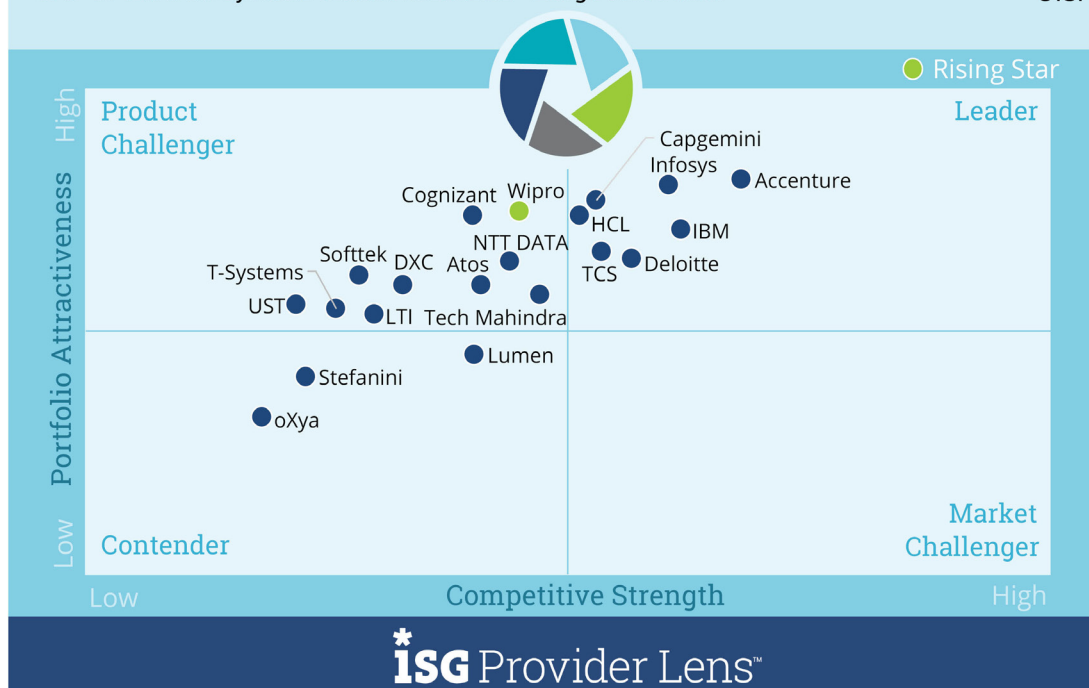 Rising Star
High
Product
Challenger
Leader
Capgemini
Infosys
Accenture
Cognizant
Wipro
HCL
IBM
NTT DATA
Softtek
DXC
Atos
TCS
Deloitte
T-Systems
UST
LTI
Tech Mahindra
Lumen
Stefanini
oXya
Portfolio Attractiveness
Low
Contender
Market
Challenger
Low
Competitive Strength
High
*ISG Provider Lens™